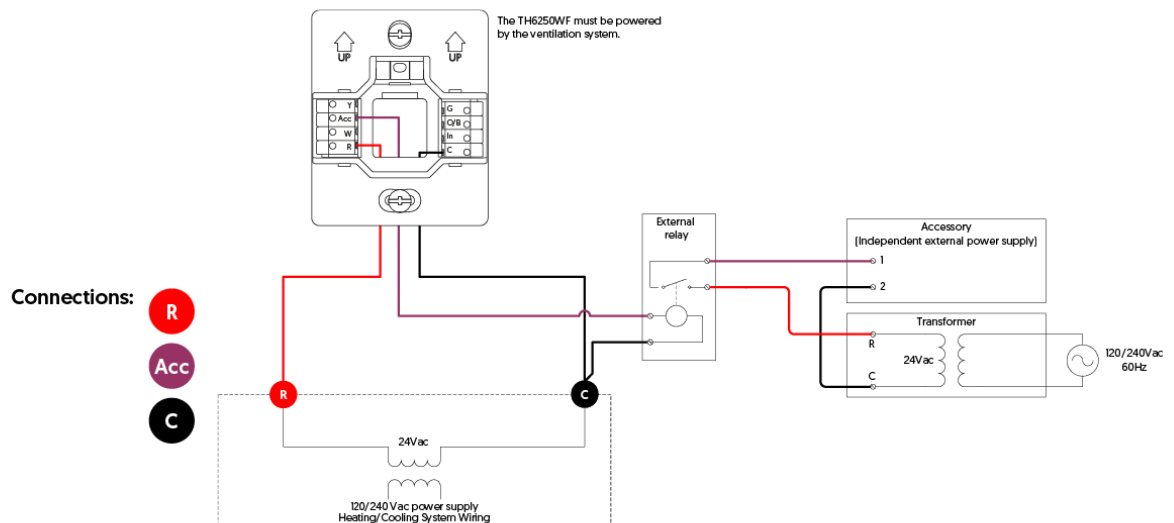 The TH6250WF must be powered
by the ventilation system.
UP
UP
Y
Acc
W
R
G
O/B
In
C
External
relay
Accessory
(Independent external power supply)
1
2
Connections:
R
Acc
C
Transformer
R
24Vac
C
120/240Vac
60Hz
R
C
24Vac
120/240 Vac power supply
Heating/Cooling System Wiring